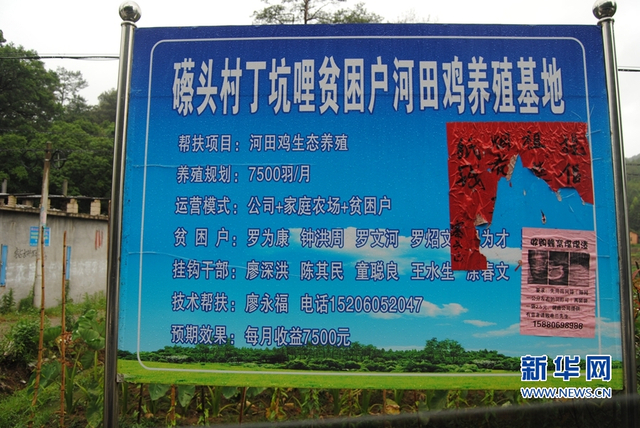 磜头村丁坑哩贫困户河田鸡养殖基地
帮扶项目：河田鸡生态养殖
养殖规划：7500羽/月
运营模式：公司+家庭农场+贫困户
贫 困 户：罗为康 钟洪周 罗文河 罗炤文 为才
挂钩干部：廖深洪 陈其民 童聪良 王水生 涂春文
技术帮扶：廖永福 电话15206052047
预期效果：每月收益7500元
15880698988
新华网
WWW.NEWS.CN